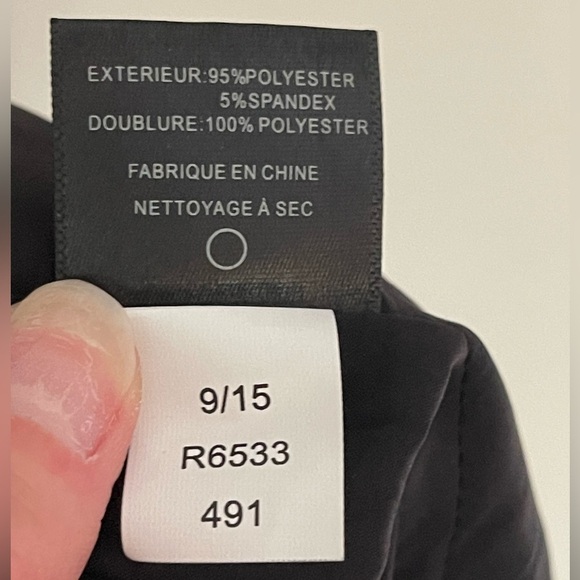 EXTERIEUR:95%POLYESTER
5%SPANDEX
DOUBLURE:100% POLYESTER
FABRIQUE EN CHINE
NETTOYAGE À SEC
9/15
R6533
491